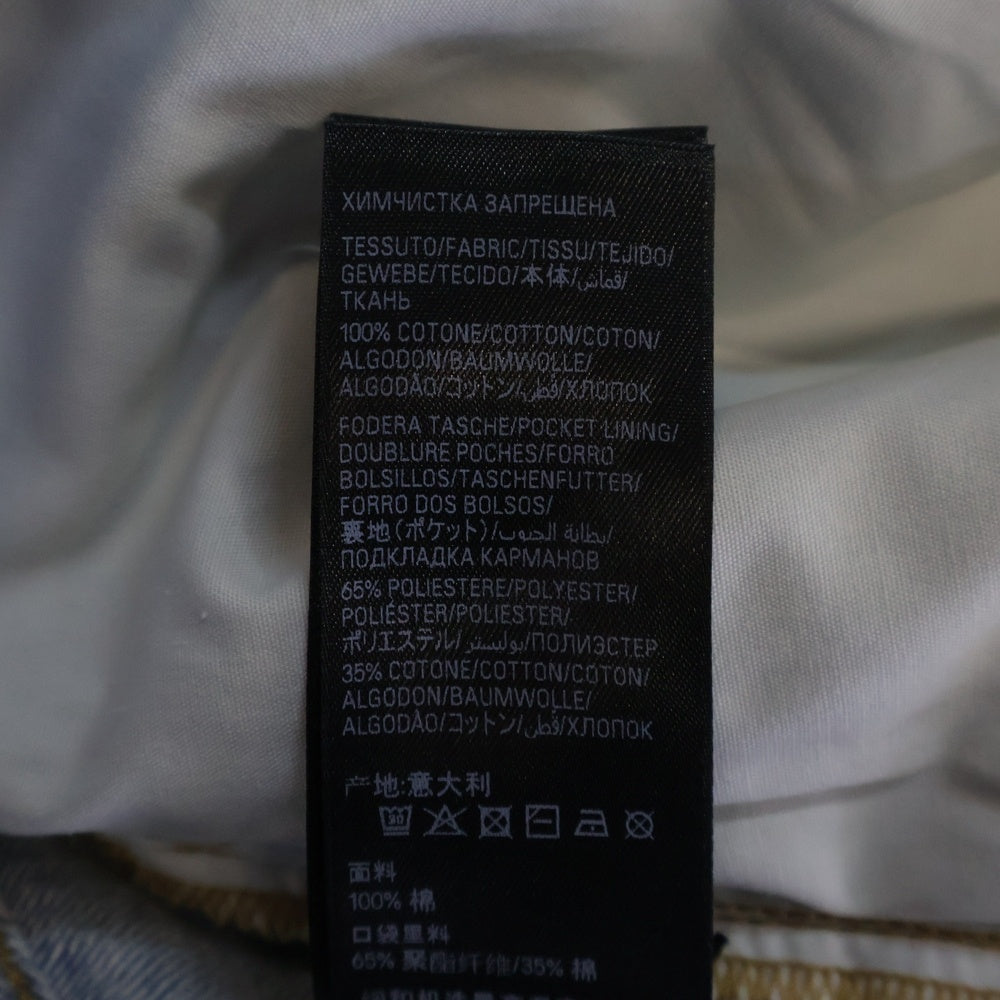 ХИМЧИСТКА ЗАПРЕЩЕНА
TESSUTO/FABRIC/TISSU/TEJIDO/
GEWEBE/TECIDO/本体/قماش/
ТКАНЬ
100% COTONE/COTTON/COTON/
ALGODON/BAUMWOLLE/
ALGODÃO/コットン/قطن/ХЛОПОК
FODERA TASCHE/POCKET LINING/
DOUBLURE POCHES/FORRO
BOLSILLOS/TASCHENFUTTER/
FORRO DOS BOLSOS/
裏地(ポケット)/بطانة الجيوب/
ПОДКЛАДКА КАРМАНОВ
65% POLIESTERE/POLYESTER/
POLIÉSTER/POLIESTER/
ポリエステル/بوليستر/ПОЛИЭСТЕР
35% COTONE/COTTON/COTON/
ALGODON/BAUMWOLLE/
ALGODÃO/コットン/قطن/ХЛОПОК
产地:意大利
30
面料
100% 棉
口袋里料
65% 聚酯纤维/35% 棉